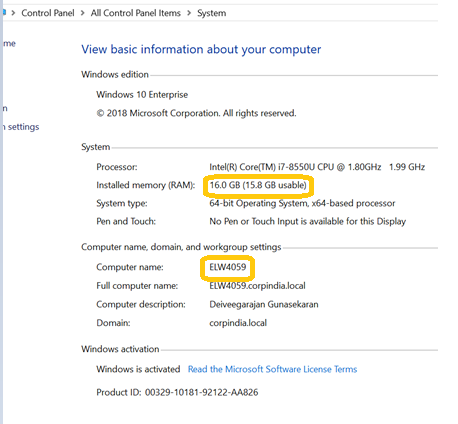 Control Panel > All Control Panel Items > System
me
View basic information about your computer
Windows edition
Windows 10 Enterprise
© 2018 Microsoft Corporation. All rights reserved.
n
n settings
System
Processor: Intel(R) Core(TM) i7-8550U CPU @ 1.80GHz 1.99 GHz
Installed memory (RAM): 16.0 GB (15.8 GB usable)
System type: 64-bit Operating System, x64-based processor
Pen and Touch: No Pen or Touch Input is available for this Display
Computer name, domain, and workgroup settings
Computer name: ELW4059
Full computer name: ELW4059.corpindia.local
Computer description: Deiveegarajan Gunasekaran
Domain: corpindia.local
Windows activation
Windows is activated Read the Microsoft Software License Terms
Product ID: 00329-10181-92122-AA826